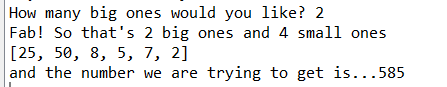 How many big ones would you like? 2
Fab! So that's 2 big ones and 4 small ones
[25, 50, 8, 5, 7, 2]
and the number we are trying to get is...585